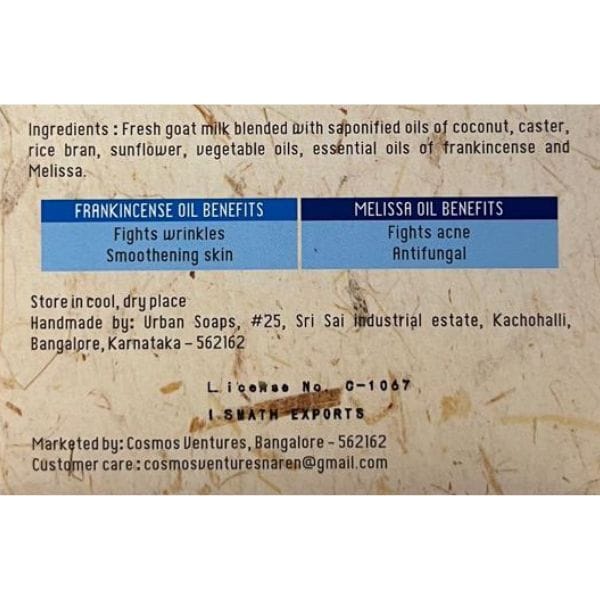 Ingredients : Fresh goat milk blended with saponified oils of coconut, caster,
rice bran, sunflower, vegetable oils, essential oils of frankincense and
Melissa.
FRANKINCENSE OIL BENEFITS
Fights wrinkles
Smoothening skin
MELISSA OIL BENEFITS
Fights acne
Antifungal
Store in cool, dry place
Handmade by: Urban Soaps, #25, Sri Sai industrial estate, Kachohalli,
Bangalore, Karnataka – 562162
License No. C-1067
EXPORTS
Marketed by: Cosmos Ventures, Bangalore – 562162
Customer care : cosmosventuresnaren@gmail.com